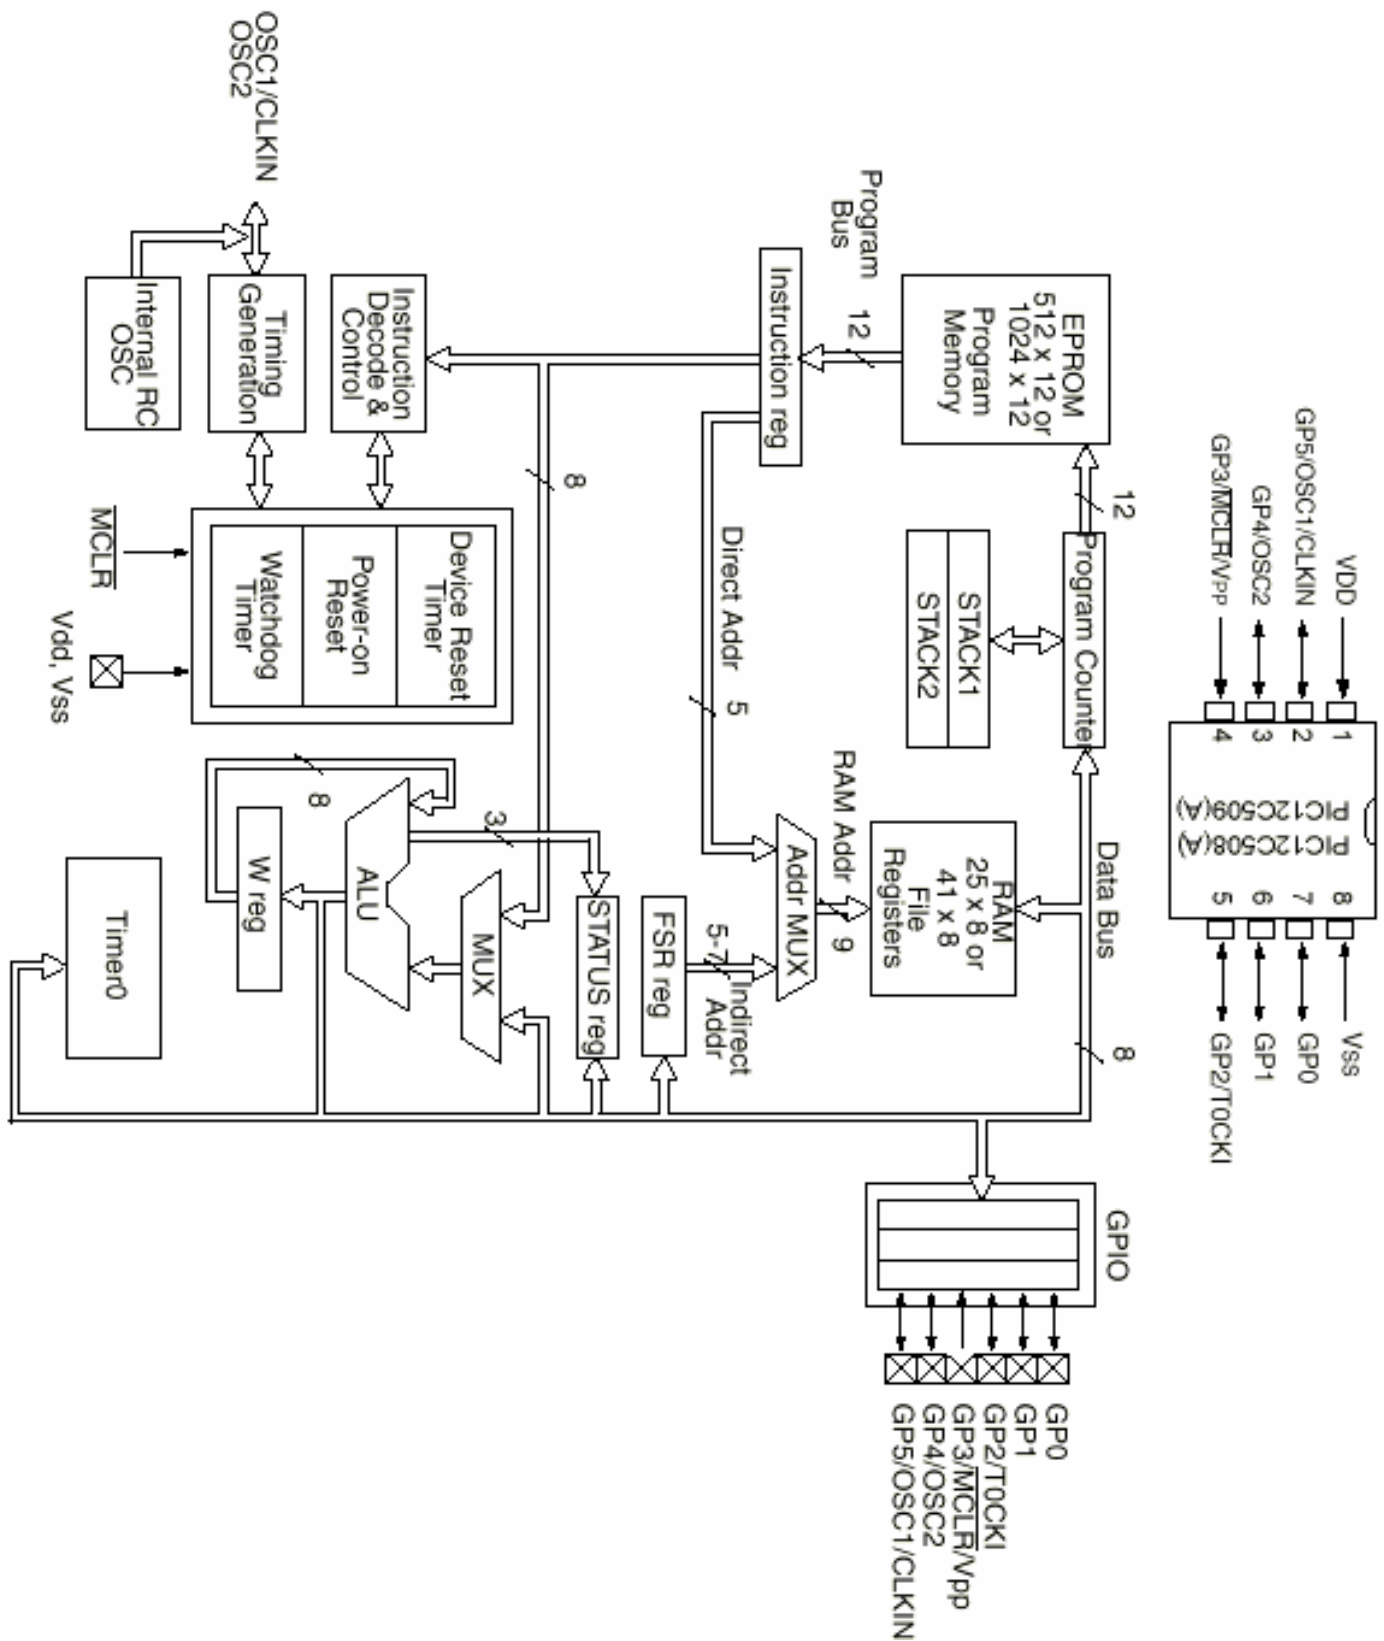 VDD
GP5/OSC1/CLKIN
GP4/OSC2
GP3/MCLR/VPP
1
2
3
4
PIC12C508(A)
PIC12C509(A)
8
7
6
5
VSS
GP0
GP1
GP2/T0CKI
EPROM
512 x 12 or
1024 x 12
Program
Memory
12
Program Counter
STACK1
STACK2
Data Bus
8
RAM
25 x 8 or
41 x 8
File
Registers
Program
Bus
12
RAM Addr
9
Instruction reg
Addr MUX
Direct Addr
5
5-7
Indirect
Addr
FSR reg
STATUS reg
8
3
MUX
Instruction
Decode &
Control
Timing
Generation
Internal RC
OSC
OSC1/CLKIN
OSC2
Device Reset
Timer
Power-on
Reset
Watchdog
Timer
MCLR
Vdd, Vss
ALU
8
W reg
Timer0
GPIO
GP0
GP1
GP2/T0CKI
GP3/MCLR/Vpp
GP4/OSC2
GP5/OSC1/CLKIN